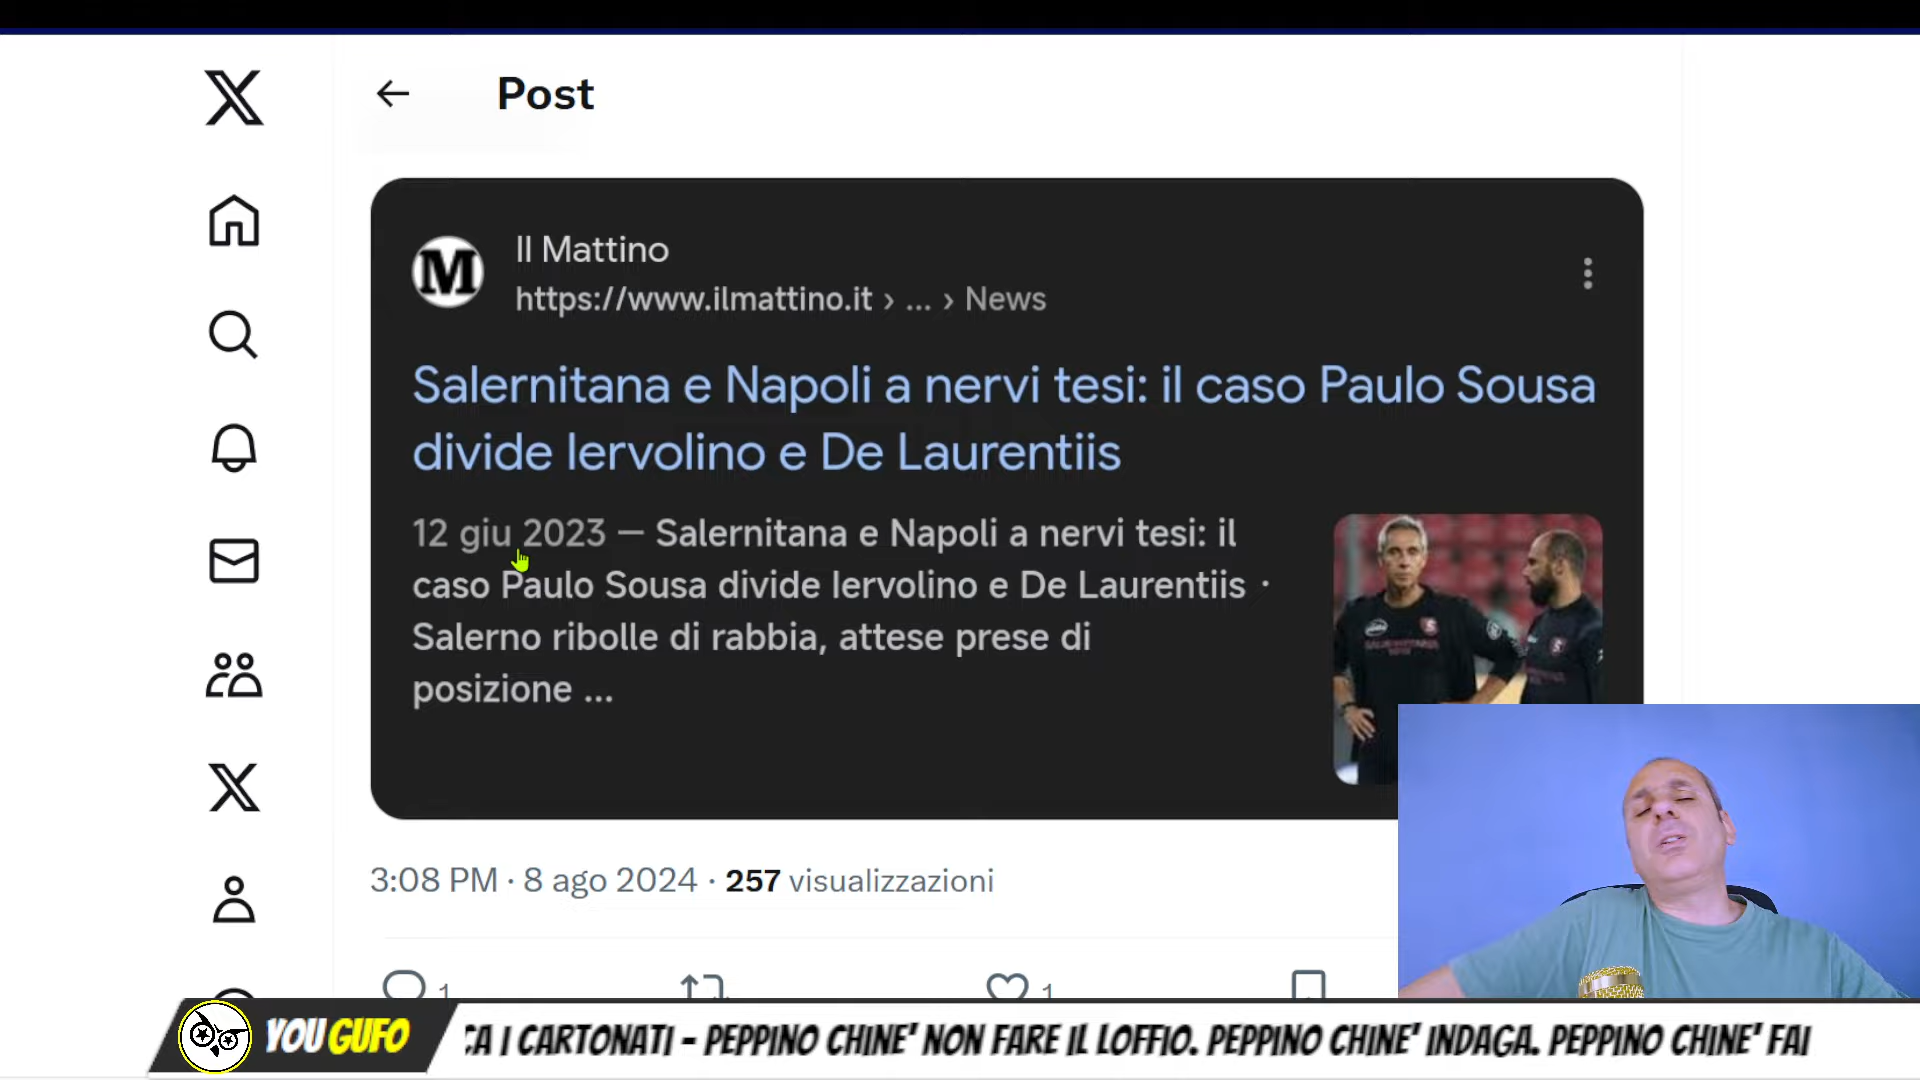 Post
Il Mattino
https://www.ilmattino.it › ... › News
Salernitana e Napoli a nervi tesi: il caso Paulo Sousa
divide Iervolino e De Laurentiis
12 giu 2023 — Salernitana e Napoli a nervi tesi: il
caso Paulo Sousa divide Iervolino e De Laurentiis ·
Salerno ribolle di rabbia, attese prese di
posizione ...
3:08 PM · 8 ago 2024 · 257 visualizzazioni
1
1
YOU GUFO
CA I CARTONATI - PEPPINO CHINE' NON FARE IL LOFFIO. PEPPINO CHINE' INDAGA. PEPPINO CHINE' FAI